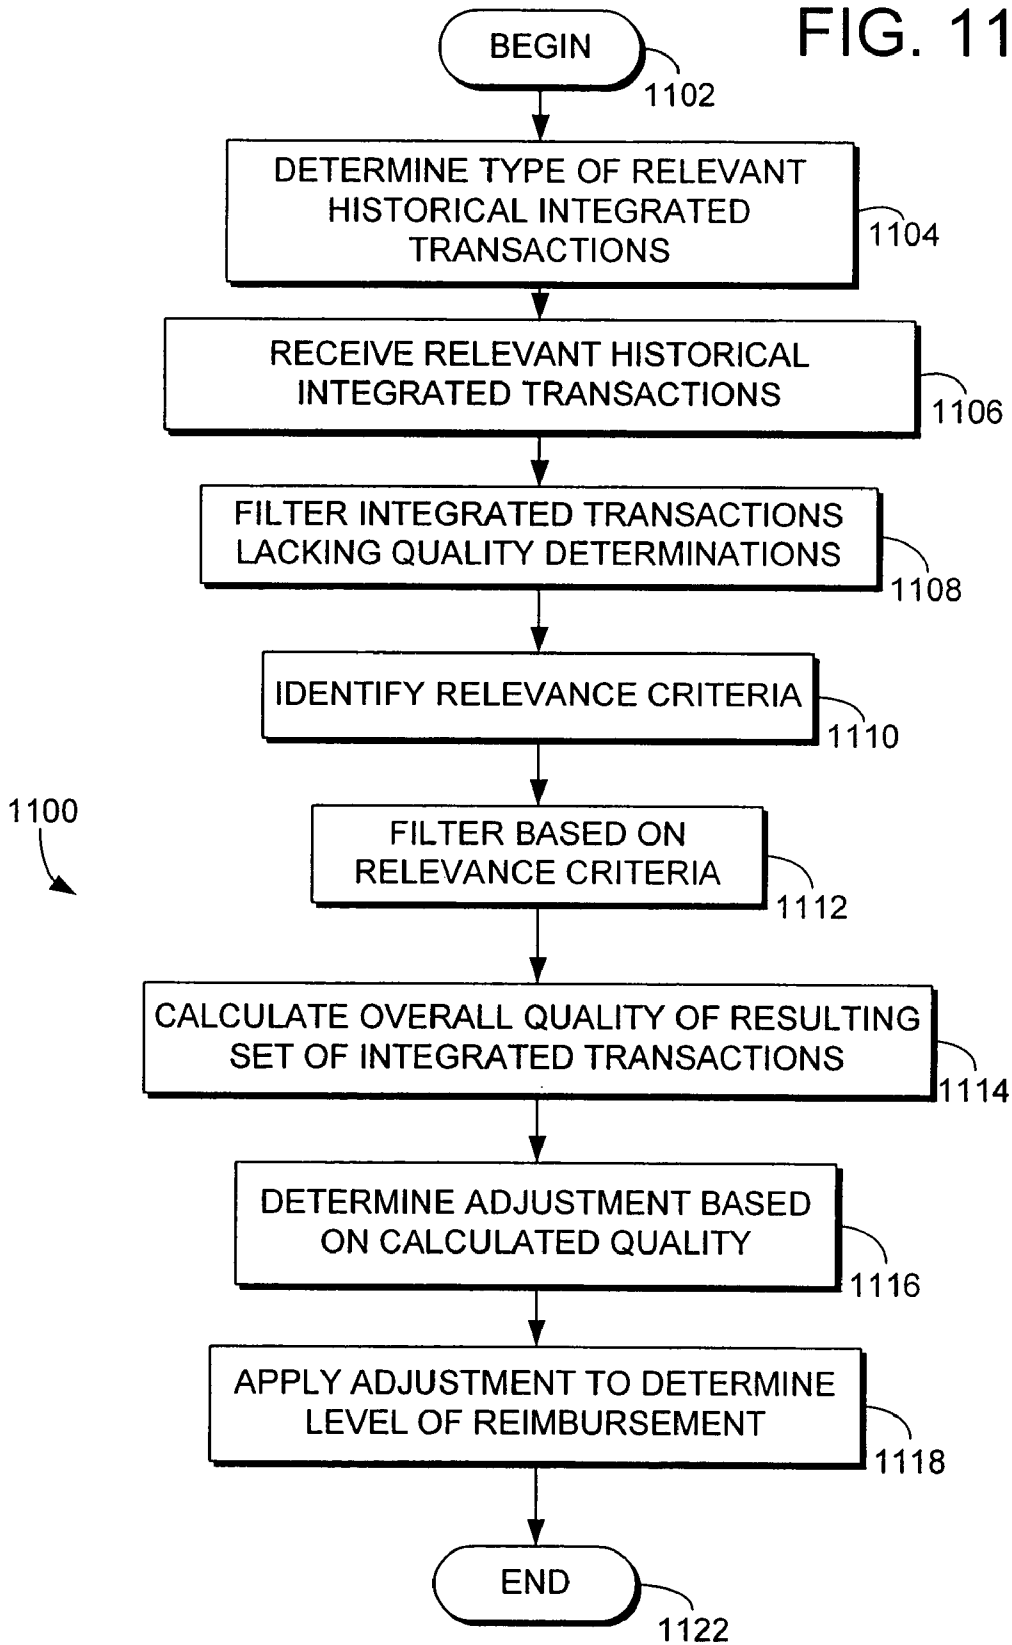 FIG. 11
BEGIN
1102
DETERMINE TYPE OF RELEVANT
HISTORICAL INTEGRATED
TRANSACTIONS
1104
RECEIVE RELEVANT HISTORICAL
INTEGRATED TRANSACTIONS
1106
FILTER INTEGRATED TRANSACTIONS
LACKING QUALITY DETERMINATIONS
1108
IDENTIFY RELEVANCE CRITERIA
1110
1100
FILTER BASED ON
RELEVANCE CRITERIA
1112
CALCULATE OVERALL QUALITY OF RESULTING
SET OF INTEGRATED TRANSACTIONS
1114
DETERMINE ADJUSTMENT BASED
ON CALCULATED QUALITY
1116
APPLY ADJUSTMENT TO DETERMINE
LEVEL OF REIMBURSEMENT
1118
END
1122